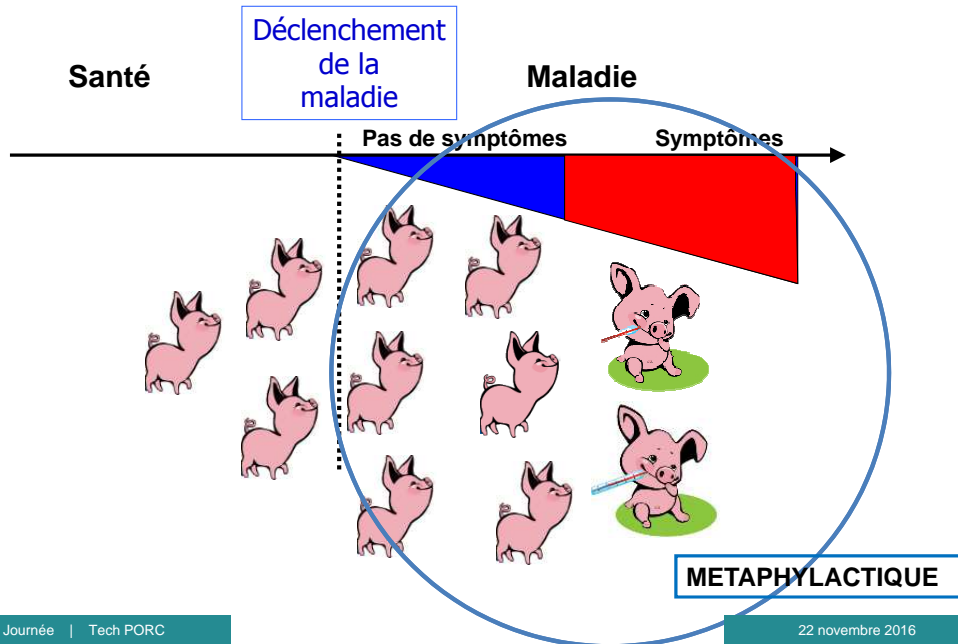 Déclenchement
de la
maladie
Santé
Maladie
Pas de symptômes
Symptômes
METAPHYLACTIQUE
Journée | Tech PORC
22 novembre 2016